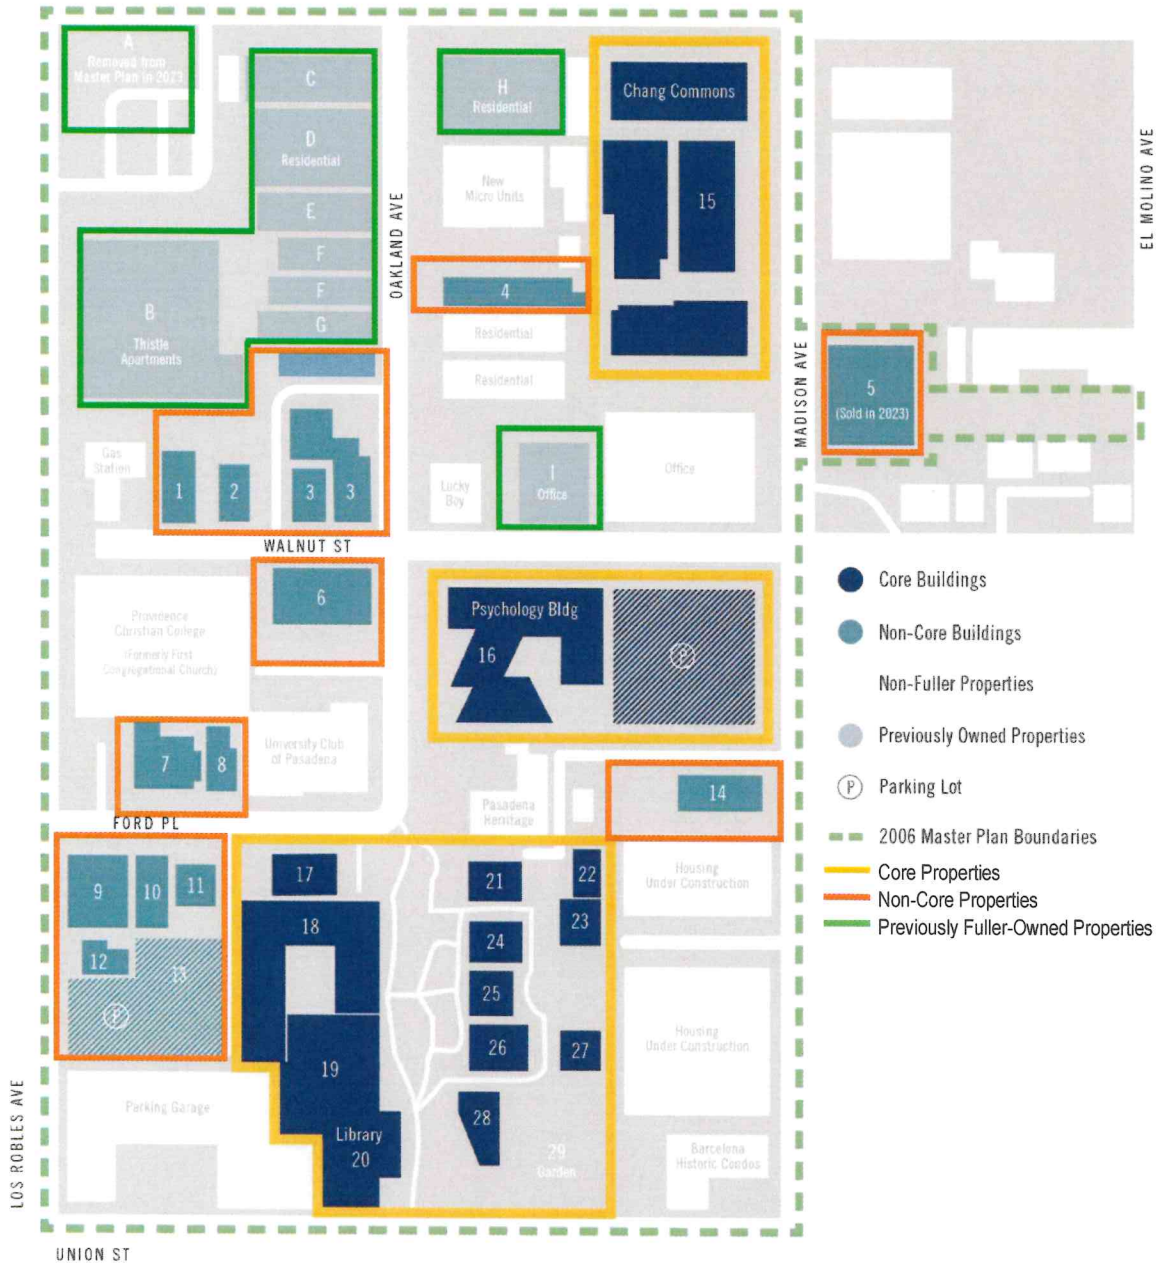 A
Removed from
Master Plan in 2023
C
D
Residential
E
F
F
G
B
Thistle
Apartments
OAKLAND AVE
H
Residential
New
Micro Units
4
Residential
Residential
Chang Commons
15
MADISON AVE
EL MOLINO AVE
5
(Sold in 2023)
Gas
Station
1
2
3
3
Lucky
Boy
I
Office
Office
WALNUT ST
6
Providence
Christian College
(Formerly First
Congregational Church)
Psychology Bldg
16
P
7
8
University Club
of Pasadena
FORD PL
Pasadena
Heritage
14
Core Buildings
Non-Core Buildings
Non-Fuller Properties
Previously Owned Properties
P
Parking Lot
2006 Master Plan Boundaries
Core Properties
Non-Core Properties
Previously Fuller-Owned Properties
9
10
11
12
13
P
17
18
19
Library
20
21
22
23
24
25
26
27
28
29
Garden
Housing
Under Construction
Housing
Under Construction
Barcelona
Historic Condos
Parking Garage
LOS ROBLES AVE
UNION ST